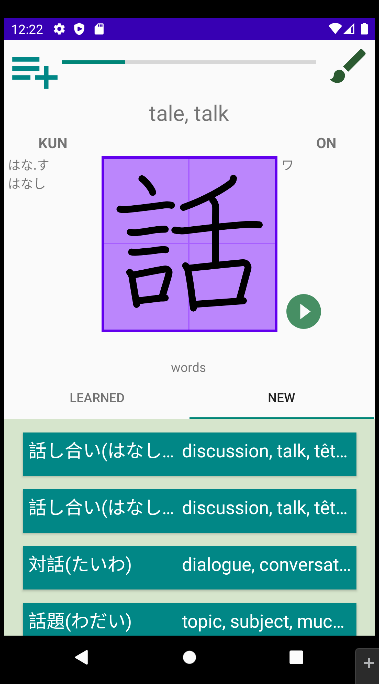 12:22
tale, talk
KUN
ON
はな.す
はなし
ワ
話
words
LEARNED
NEW
話し合い(はなし... discussion, talk, têt...
話し合い(はなし... discussion, talk, têt...
対話(たいわ) dialogue, conversat...
話題(わだい) topic, subject, muc...